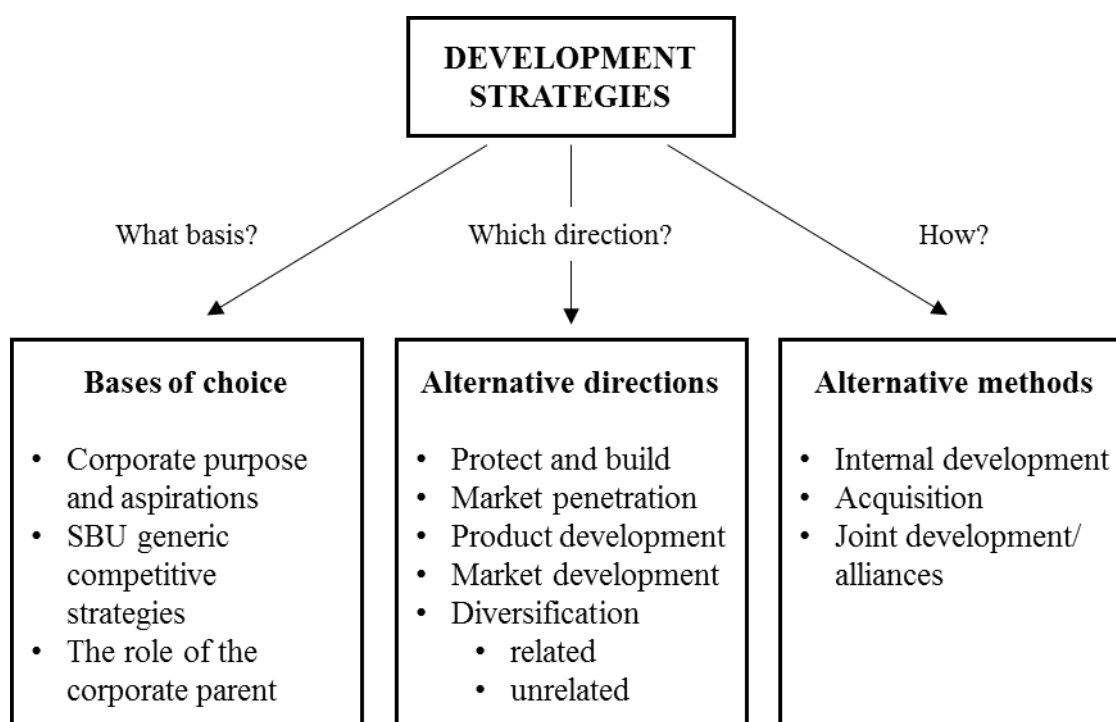 DEVELOPMENT
STRATEGIES
What basis?
Which direction?
How?
Bases of choice
• Corporate purpose
and aspirations
• SBU generic
competitive
strategies
• The role of the
corporate parent
Alternative directions
• Protect and build
• Market penetration
• Product development
• Market development
• Diversification
• related
• unrelated
Alternative methods
• Internal development
• Acquisition
• Joint development/
alliances